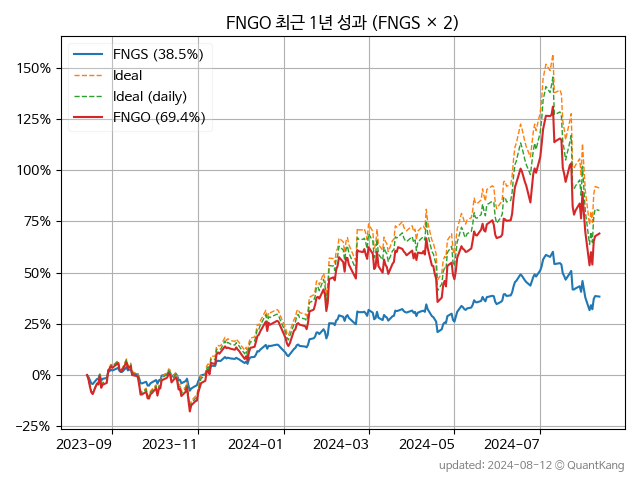 FNGO 최근 1년 성과 (FNGS × 2)
FNGS (38.5%)
Ideal
Ideal (daily)
FNGO (69.4%)
150%
125%
100%
75%
50%
25%
0%
−25%
2023-09 2023-11 2024-01 2024-03 2024-05 2024-07
updated: 2024-08-12 © QuantKang